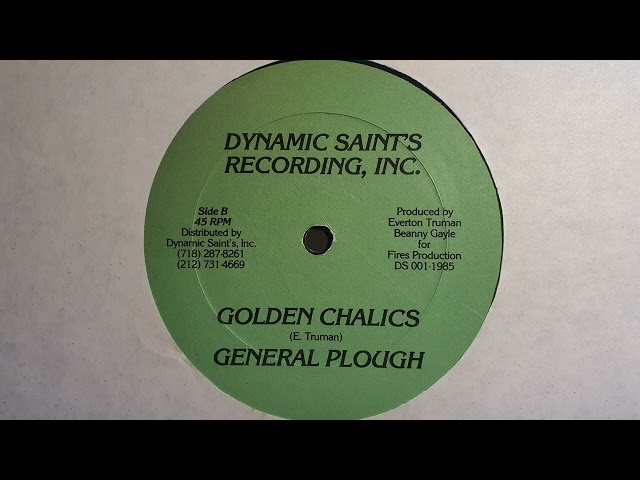 DYNAMIC SAINT'S
RECORDING, INC.
Side B
45 RPM
Distributed by
Dynamic Saint's, Inc.
(718) 287-8261
(212) 731-4669
Produced by
Everton Truman
Beanny Gayle
for
Fires Production
DS 001-1985
GOLDEN CHALICS
(E. Truman)
GENERAL PLOUGH